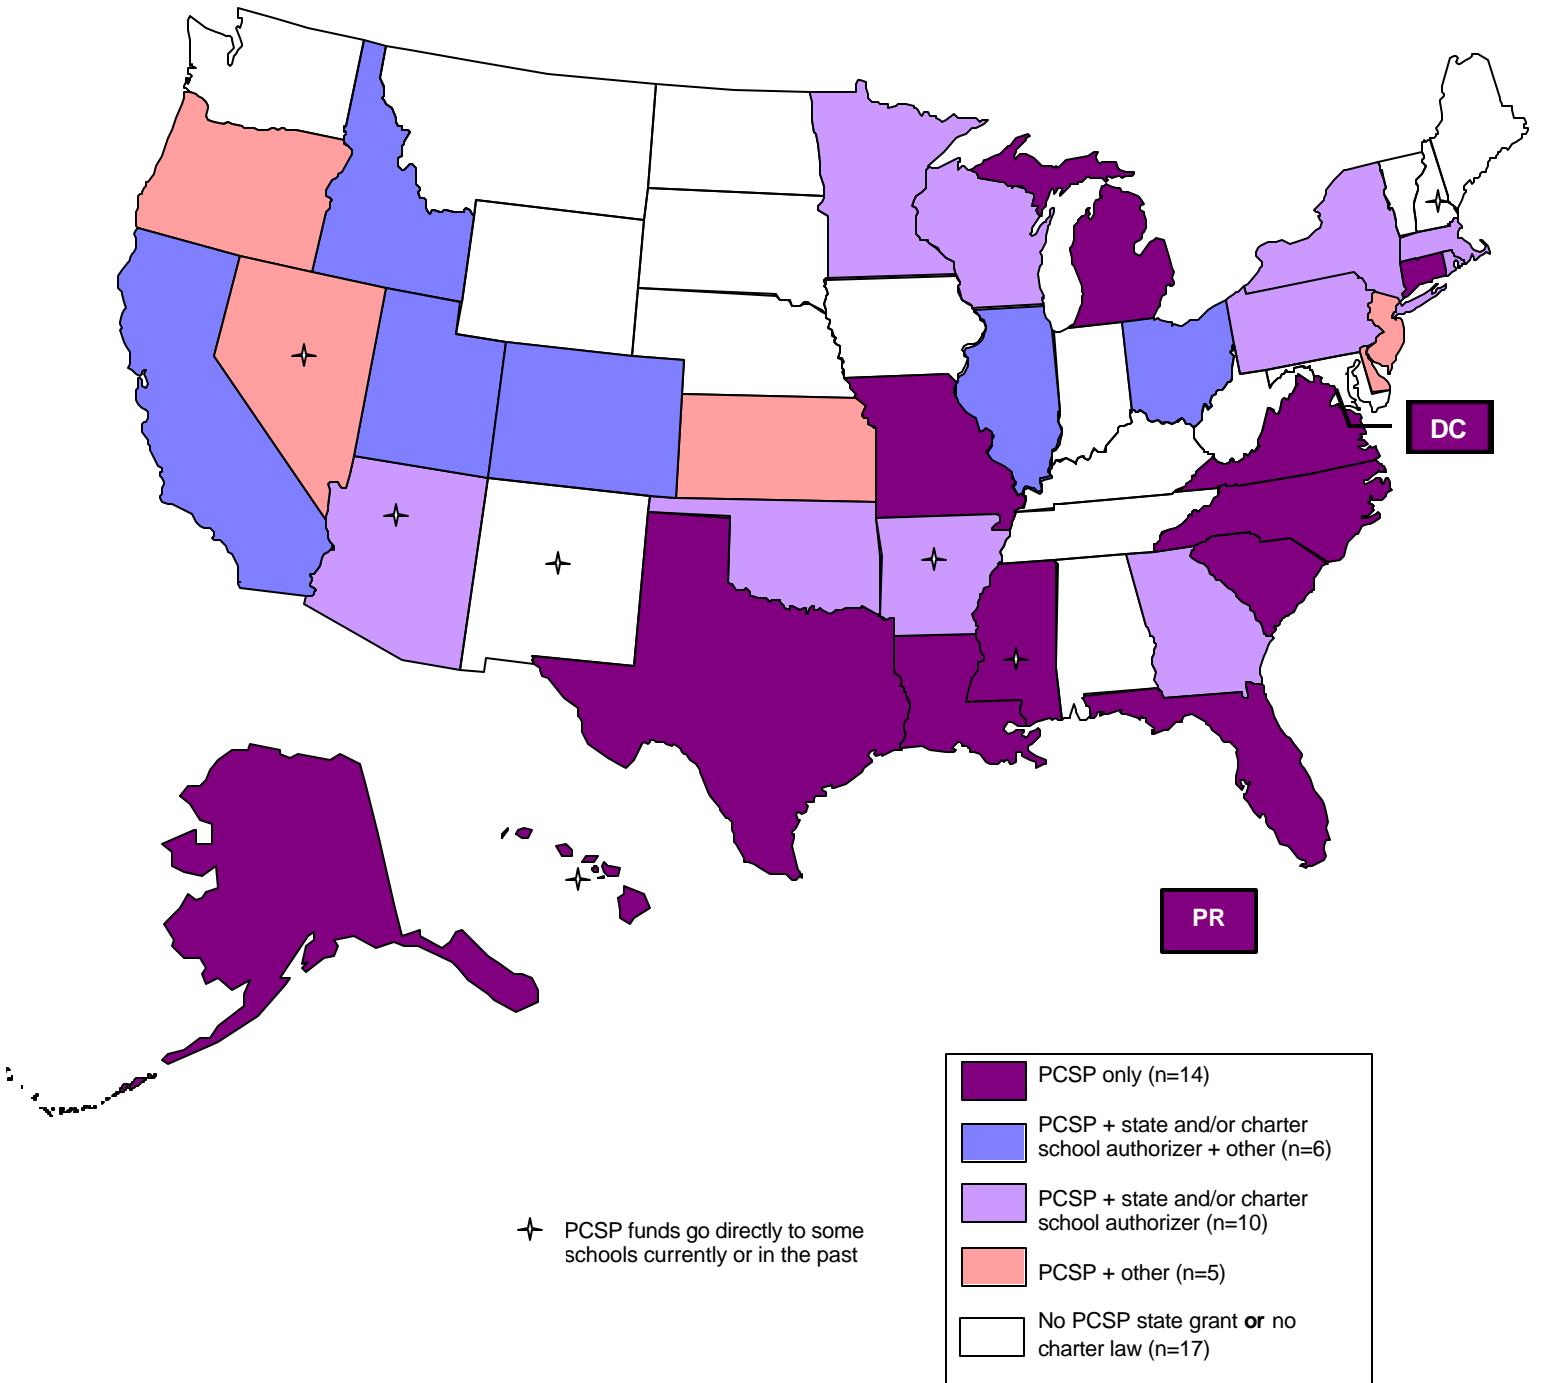 DC
PR
PCSP only (n=14)
PCSP + state and/or charter
school authorizer + other (n=6)
PCSP + state and/or charter
school authorizer (n=10)
PCSP + other (n=5)
No PCSP state grant or no
charter law (n=17)
PCSP funds go directly to some
schools currently or in the past